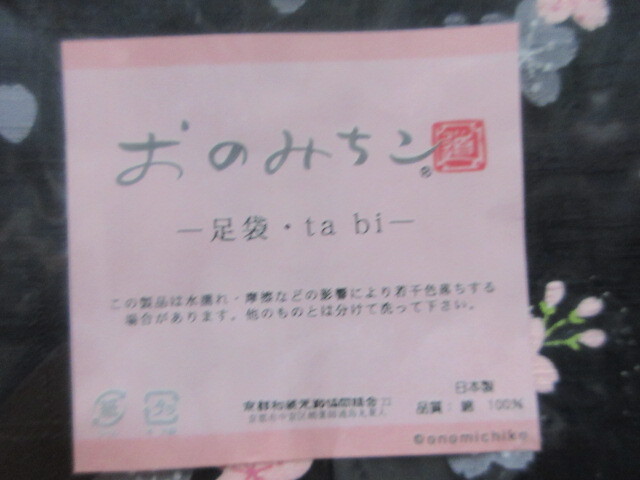 おのみちン®
―足袋・tabi―
この製品は水濡れ・摩擦などの影響により若干色落ちする
場合があります。他のものとは分けて洗って下さい。
日本製
品質：綿 100%
©onomichiko